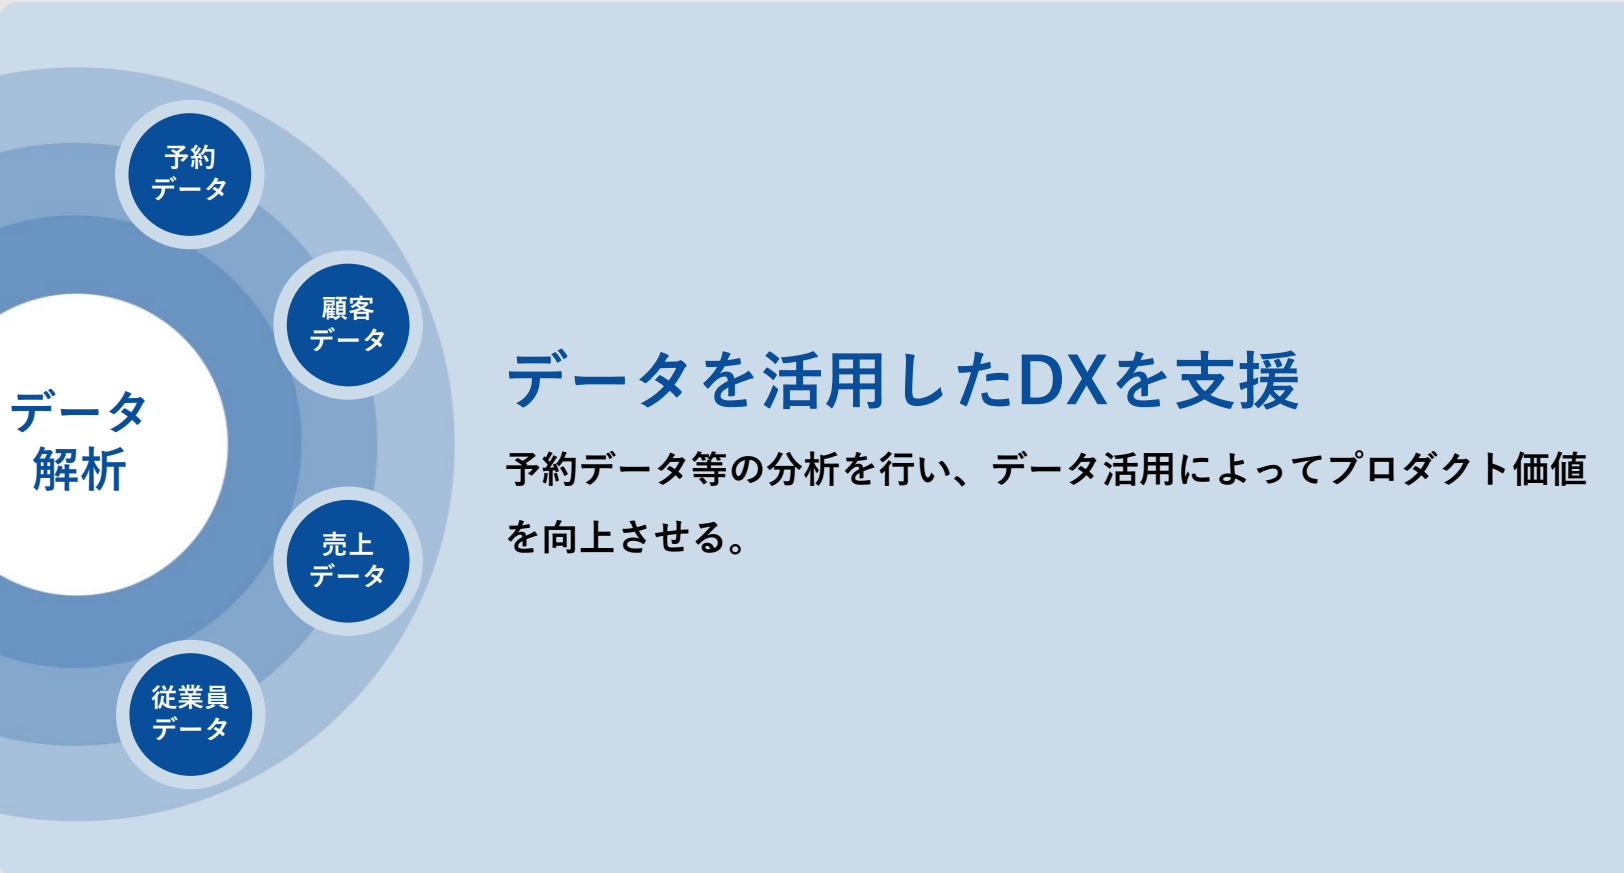 予約
データ
顧客
データ
データ
解析
売上
データ
従業員
データ
データを活用したDXを支援
予約データ等の分析を行い、データ活用によってプロダクト価値
を向上させる。